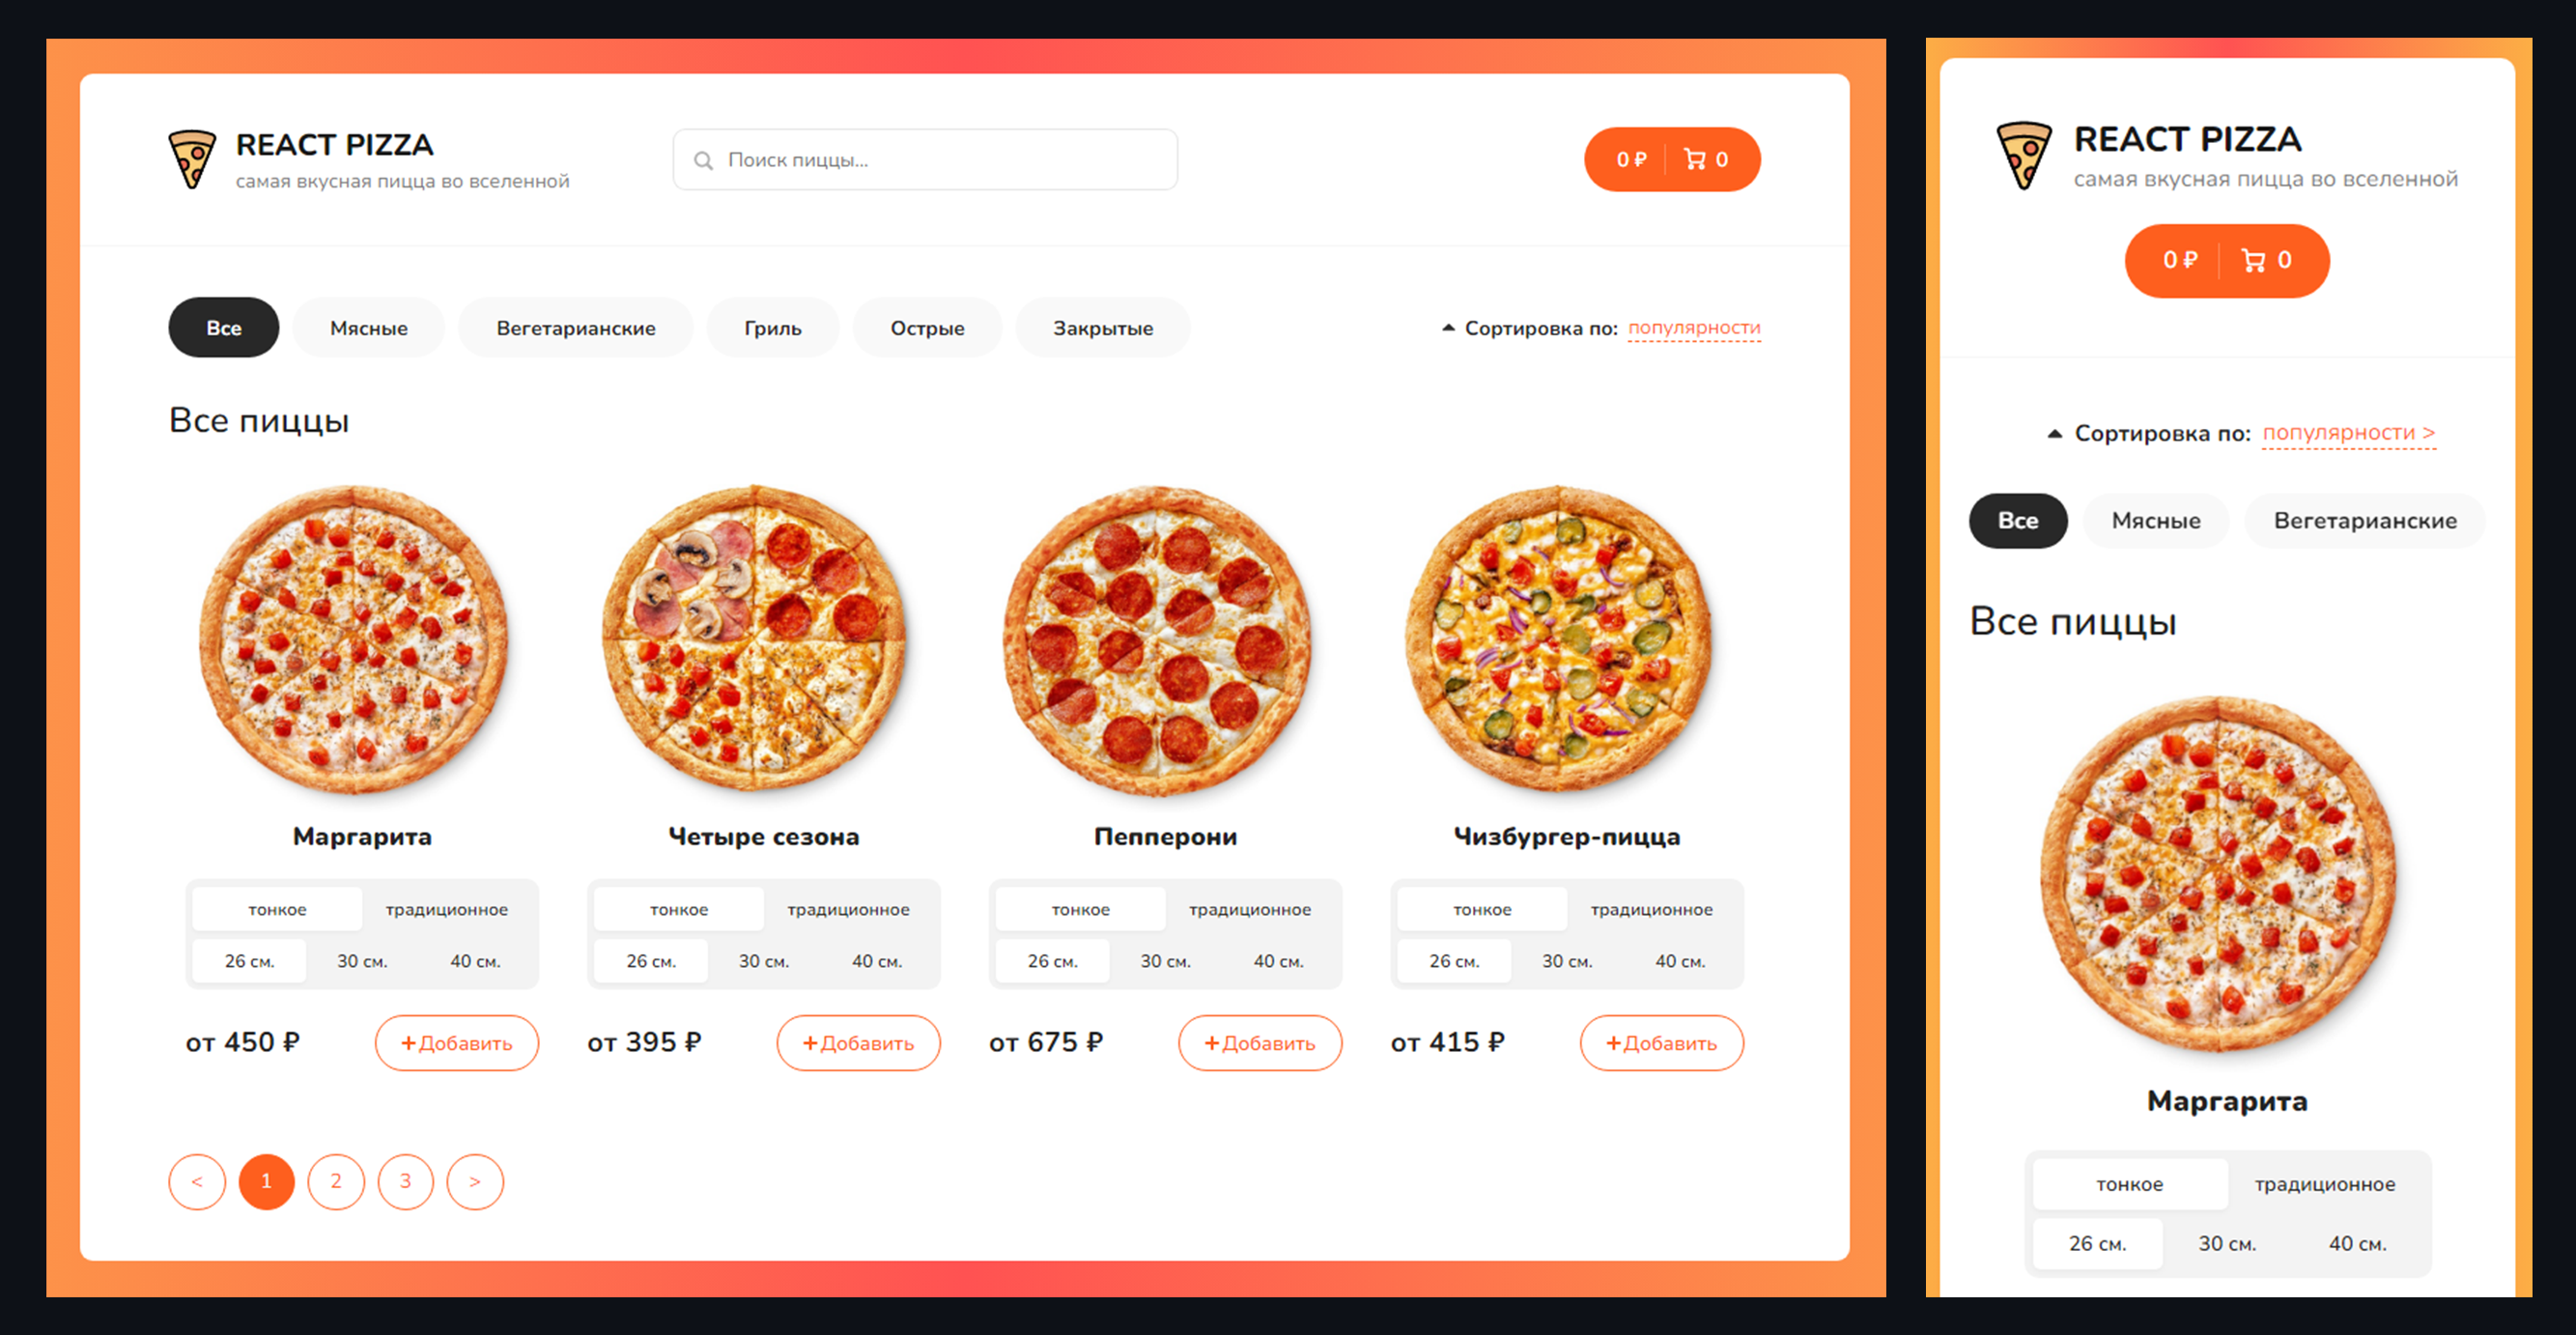 REACT PIZZA
самая вкусная пицца во вселенной
Поиск пиццы...
0 ₽ 0
Все Мясные Вегетарианские Гриль Острые Закрытые
Сортировка по: популярности
Все пиццы
Маргарита Четыре сезона Пепперони Чизбургер-пицца
тонкое традиционное тонкое традиционное тонкое традиционное тонкое традиционное
26 см. 30 см. 40 см. 26 см. 30 см. 40 см. 26 см. 30 см. 40 см. 26 см. 30 см. 40 см.
от 450 ₽ +Добавить от 395 ₽ +Добавить от 675 ₽ +Добавить от 415 ₽ +Добавить
< 1 2 3 >
REACT PIZZA
самая вкусная пицца во вселенной
0 ₽ 0
Сортировка по: популярности >
Все Мясные Вегетарианские
Все пиццы
Маргарита
тонкое традиционное
26 см. 30 см. 40 см.